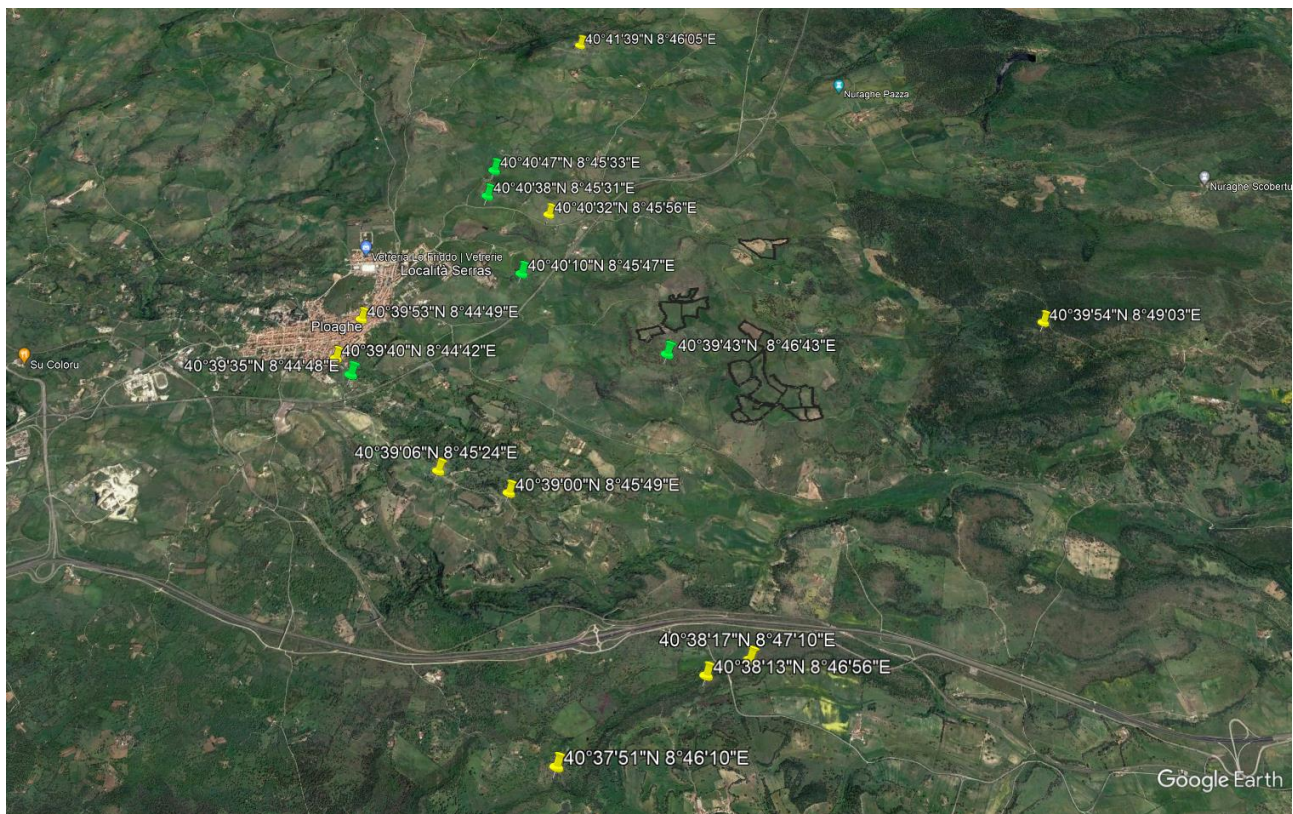 40°41'39"N 8°46'05"E
Nuraghe Pazza
40°40'47"N 8°45'33"E
Nuraghe Scobertu
40°40'38"N 8°45'31"E
40°40'32"N 8°45'56"E
Vetreria Lo Friddo | Vetrerie
Località Serras
40°40'10"N 8°45'47"E
40°39'53"N 8°44'49"E
40°39'54"N 8°49'03"E
Ploaghe
40°39'43"N 8°46'43"E
40°39'40"N 8°44'42"E
Su Coloru
40°39'35"N 8°44'48"E
40°39'06"N 8°45'24"E
40°39'00"N 8°45'49"E
40°38'17"N 8°47'10"E
40°38'13"N 8°46'56"E
40°37'51"N 8°46'10"E
Google Earth